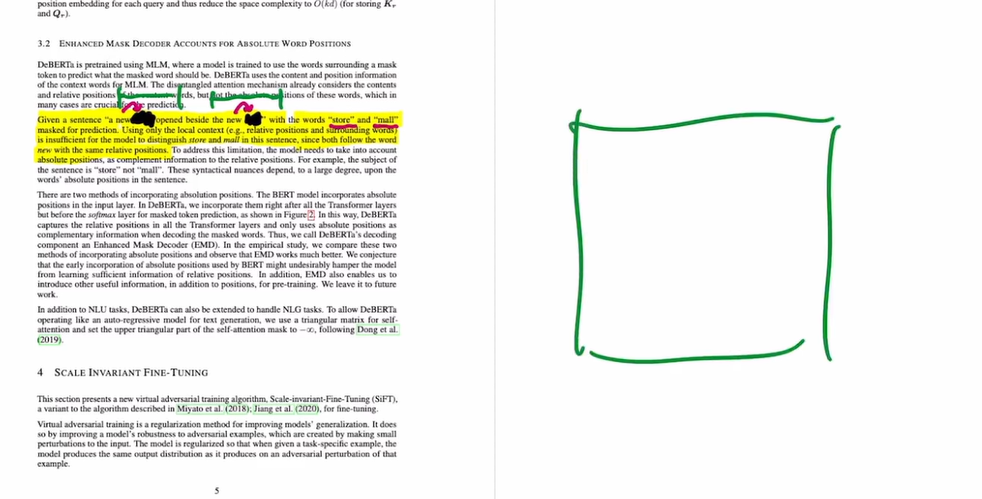 position embedding for each query and thus reduce the space complexity to O(kd) (for storing Kr
and Qr).
3.2 ENHANCED MASK DECODER ACCOUNTS FOR ABSOLUTE WORD POSITIONS
DeBERTa is pretrained using MLM, where a model is trained to use the words surrounding a mask
token to predict what the masked word should be. DeBERTa uses the content and position information
of the context words for MLM. The disentangled attention mechanism already considers the contents
and relative positions words, but not the positions of these words, which in
many cases are crucial for the prediction.
Given a sentence "a new opened beside the new " with the words "store" and "mall"
masked for prediction. Using only the local context (e.g., relative positions and surrounding words)
is insufficient for the model to distinguish store and mall in this sentence, since both follow the word
new with the same relative positions. To address this limitation, the model needs to take into account
absolute positions, as complement information to the relative positions. For example, the subject of
the sentence is "store" not "mall". These syntactical nuances depend, to a large degree, upon the
words' absolute positions in the sentence.
There are two methods of incorporating absolution positions. The BERT model incorporates absolute
positions in the input layer. In DeBERTa, we incorporate them right after all the Transformer layers
but before the softmax layer for masked token prediction, as shown in Figure 2. In this way, DeBERTa
captures the relative positions in all the Transformer layers and only uses absolute positions as
complementary information when decoding the masked words. Thus, we call DeBERTa's decoding
component an Enhanced Mask Decoder (EMD). In the empirical study, we compare these two
methods of incorporating absolute positions and observe that EMD works much better. We conjecture
that the early incorporation of absolute positions used by BERT might undesirably hamper the model
from learning sufficient information of relative positions. In addition, EMD also enables us to
introduce other useful information, in addition to positions, for pre-training. We leave it to future
work.
In addition to NLU tasks, DeBERTa can also be extended to handle NLG tasks. To allow DeBERTa
operating like an auto-regressive model for text generation, we use a triangular matrix for self-
attention and set the upper triangular part of the self-attention mask to −∞, following Dong et al.
(2019).
4 SCALE INVARIANT FINE-TUNING
This section presents a new virtual adversarial training algorithm, Scale-invariant-Fine-Tuning (SiFT),
a variant to the algorithm described in Miyato et al. (2018); Jiang et al. (2020), for fine-tuning.
Virtual adversarial training is a regularization method for improving models' generalization. It does
so by improving a model's robustness to adversarial examples, which are created by making small
perturbations to the input. The model is regularized so that when given a task-specific example, the
model produces the same output distribution as it produces on an adversarial perturbation of that
example.
5